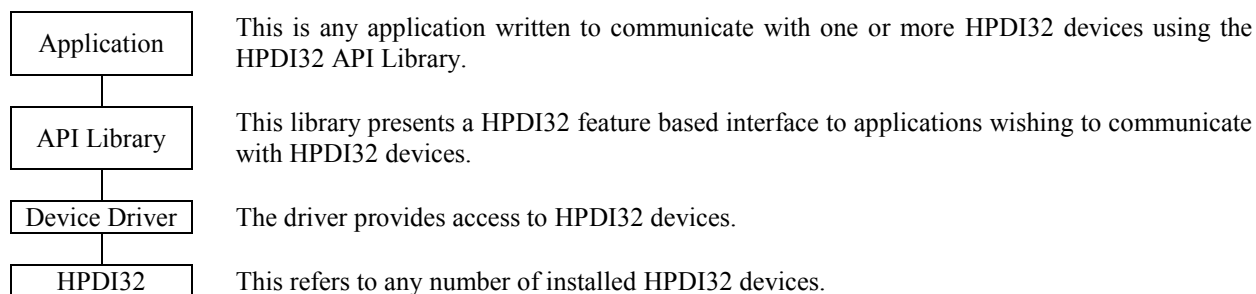 Application
This is any application written to communicate with one or more HPDI32 devices using the
HPDI32 API Library.
API Library
This library presents a HPDI32 feature based interface to applications wishing to communicate
with HPDI32 devices.
Device Driver
The driver provides access to HPDI32 devices.
HPDI32
This refers to any number of installed HPDI32 devices.